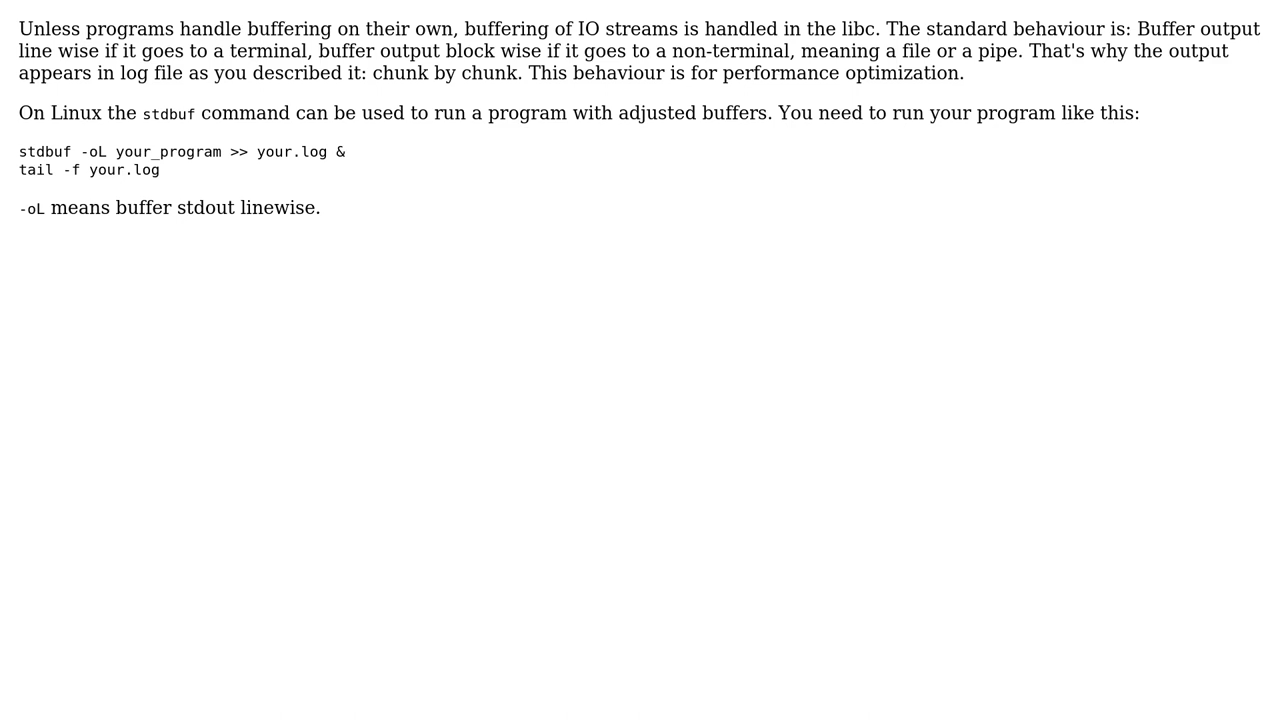 Unless programs handle buffering on their own, buffering of IO streams is handled in the libc. The standard behaviour is: Buffer output
line wise if it goes to a terminal, buffer output block wise if it goes to a non-terminal, meaning a file or a pipe. That's why the output
appears in log file as you described it: chunk by chunk. This behaviour is for performance optimization.
On Linux the stdbuf command can be used to run a program with adjusted buffers. You need to run your program like this:
stdbuf -oL your_program >> your.log &
tail -f your.log
-oL means buffer stdout linewise.